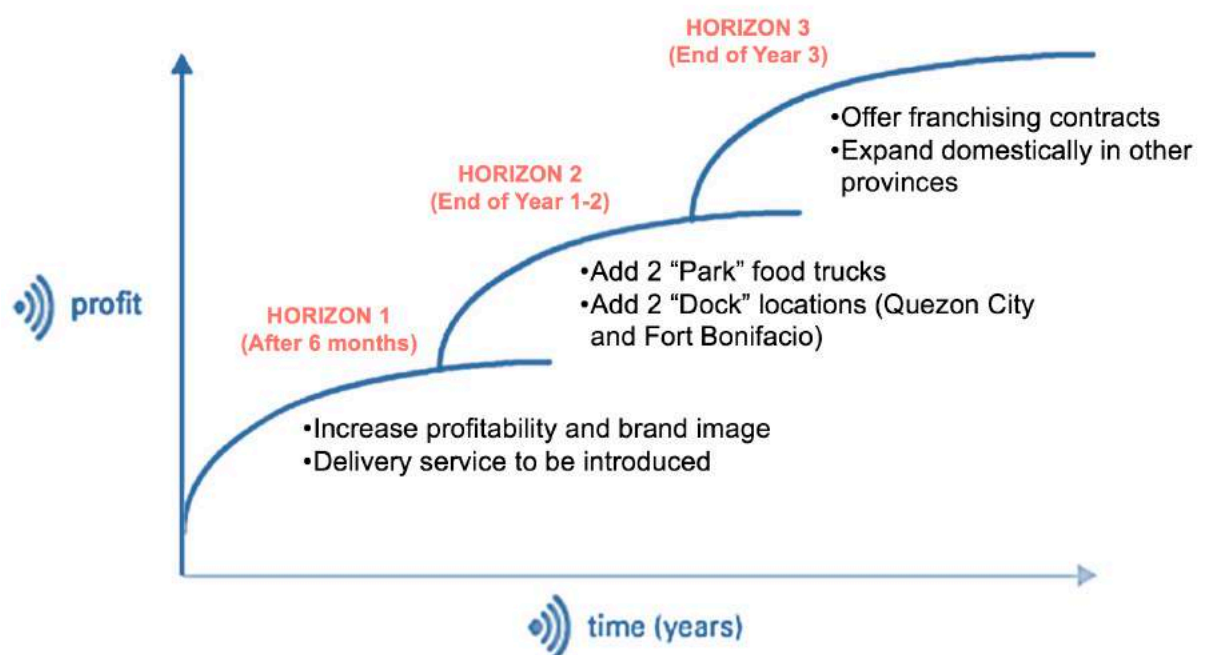 HORIZON 3
(End of Year 3)
•Offer franchising contracts
•Expand domestically in other
provinces
HORIZON 2
(End of Year 1-2)
•Add 2 “Park” food trucks
•Add 2 “Dock” locations (Quezon City
and Fort Bonifacio)
profit
HORIZON 1
(After 6 months)
•Increase profitability and brand image
•Delivery service to be introduced
time (years)